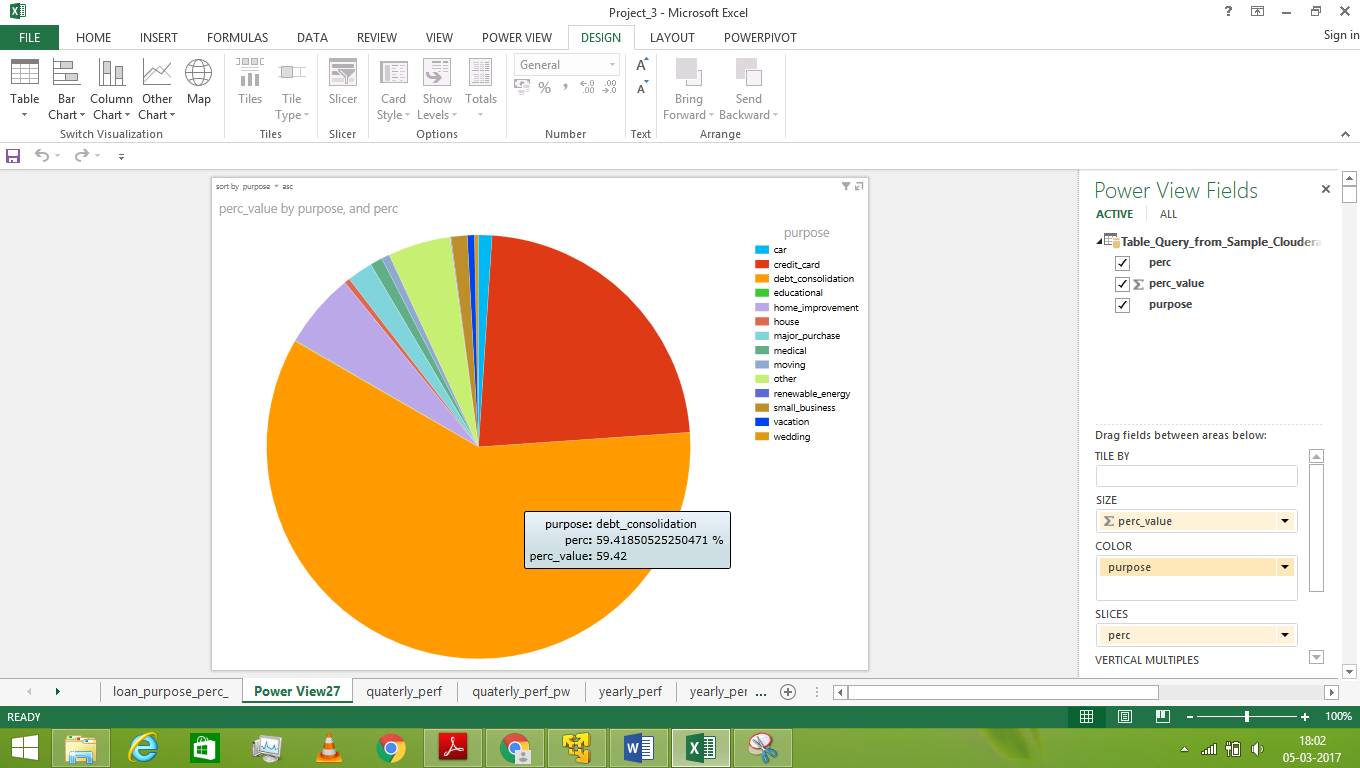 Project_3 - Microsoft Excel
?
FILE HOME INSERT FORMULAS DATA REVIEW VIEW POWER VIEW DESIGN LAYOUT POWERPIVOT Sign in
General
%
Table Bar Chart Column Chart Other Chart Map Tiles Tile Type Slicer Card Style Show Levels Totals Bring Forward Send Backward
Switch Visualization Tiles Slicer Options Number Text Arrange
sort by purpose asc
perc_value by purpose, and perc
purpose
car
credit_card
debt_consolidation
educational
home_improvement
house
major_purchase
medical
moving
other
renewable_energy
small_business
vacation
wedding
purpose: debt_consolidation
perc: 59.41850525250471 %
perc_value: 59.42
Power View Fields
ACTIVE ALL
Table_Query_from_Sample_Cloudera
perc
Σ perc_value
purpose
Drag fields between areas below:
TILE BY
SIZE
Σ perc_value
COLOR
purpose
SLICES
perc
VERTICAL MULTIPLES
loan_purpose_perc_ Power View27 quaterly_perf quaterly_perf_pw yearly_perf yearly_per ...
READY 100%
18:02
05-03-2017